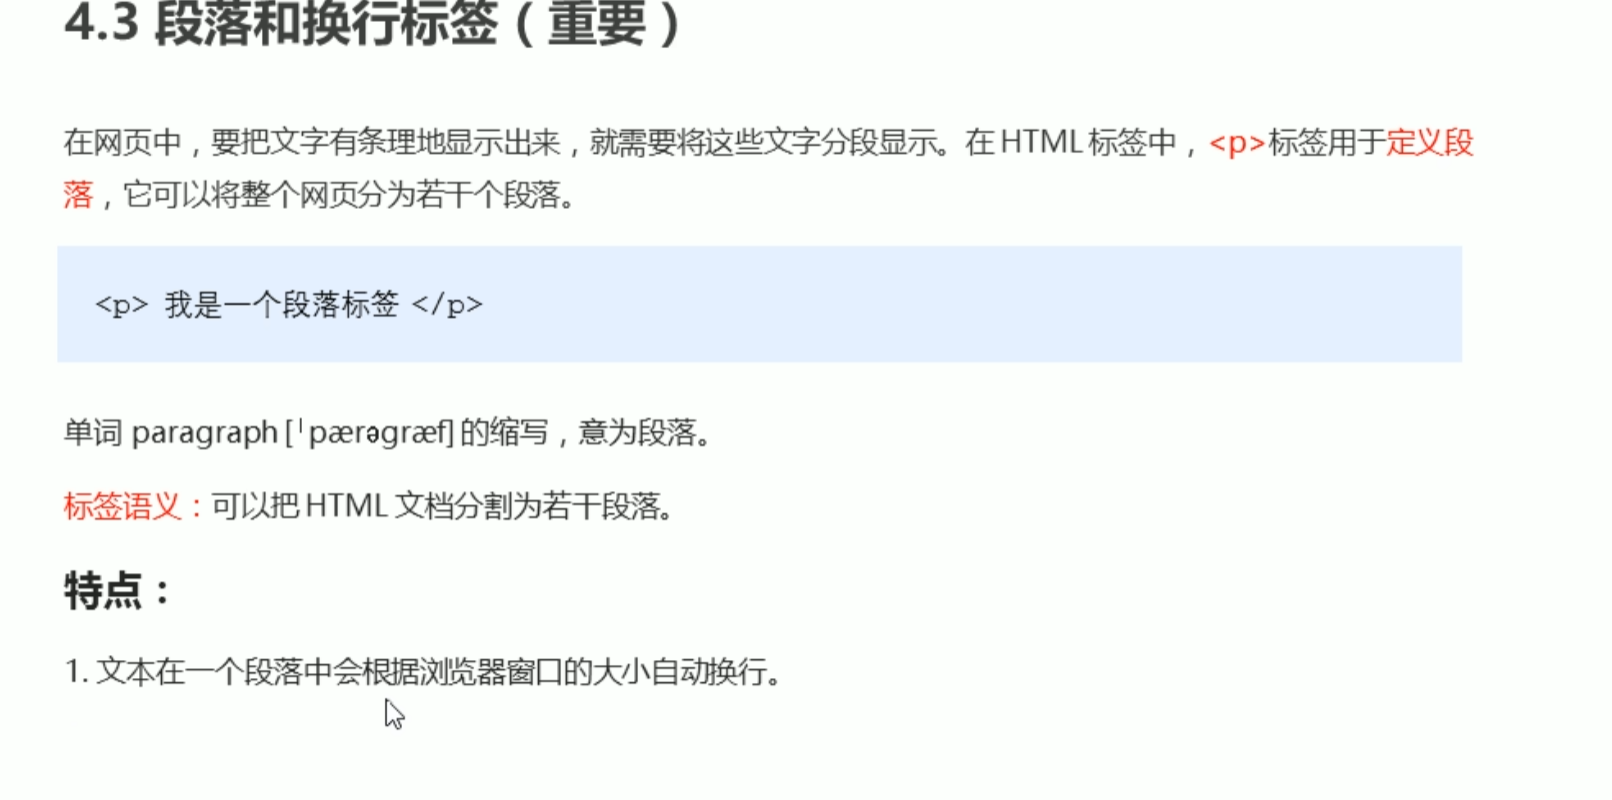 4.3 段落和换行标签（重要）
在网页中，要把文字有条理地显示出来，就需要将这些文字分段显示。在HTML标签中，<p>标签用于定义段
落，它可以将整个网页分为若干个段落。
<p> 我是一个段落标签 </p>
单词 paragraph [ˈpærəgræf] 的缩写，意为段落。
标签语义：可以把 HTML 文档分割为若干段落。
特点：
1. 文本在一个段落中会根据浏览器窗口的大小自动换行。